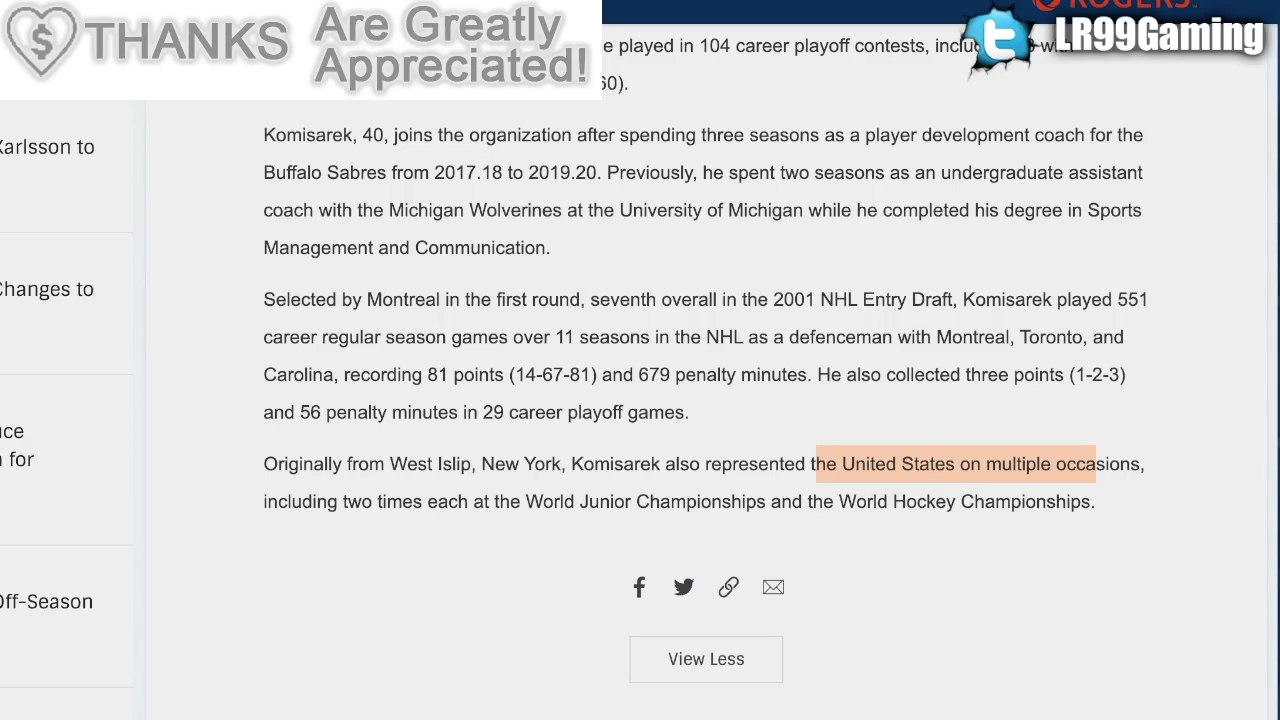 ROGERS
THANKS
Are Greatly
Appreciated!
LR99Gaming
e played in 104 career playoff contests,
60).
Komisarek, 40, joins the organization after spending three seasons as a player development coach for the
Buffalo Sabres from 2017.18 to 2019.20. Previously, he spent two seasons as an undergraduate assistant
coach with the Michigan Wolverines at the University of Michigan while he completed his degree in Sports
Management and Communication.
Selected by Montreal in the first round, seventh overall in the 2001 NHL Entry Draft, Komisarek played 551
career regular season games over 11 seasons in the NHL as a defenceman with Montreal, Toronto, and
Carolina, recording 81 points (14-67-81) and 679 penalty minutes. He also collected three points (1-2-3)
and 56 penalty minutes in 29 career playoff games.
Originally from West Islip, New York, Komisarek also represented the United States on multiple occasions,
including two times each at the World Junior Championships and the World Hockey Championships.
View Less
Karlsson to
Changes to
uce
n for
Off-Season